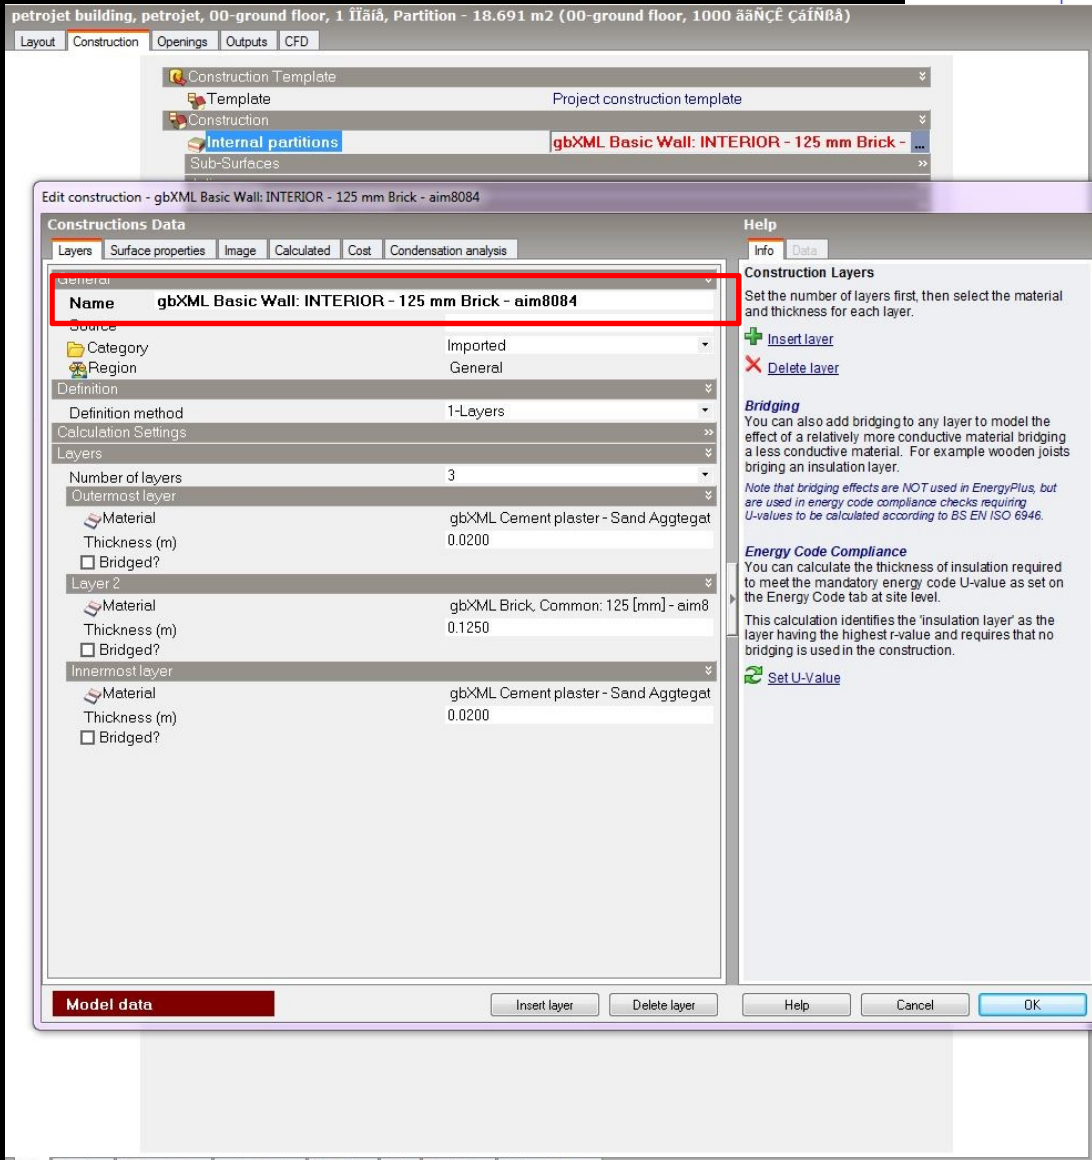 petrojet building, petrojet, 00-ground floor, 1 ÎÏãíå, Partition - 18.691 m2 (00-ground floor, 1000 ããÑÇÊ ÇáÍÑßå)
Layout Construction Openings Outputs CFD
Construction Template
Template Project construction template
Construction
Internal partitions gbXML Basic Wall: INTERIOR - 125 mm Brick - ...
Sub-Surfaces
Edit construction - gbXML Basic Wall: INTERIOR - 125 mm Brick - aim8084
Constructions Data
Layers Surface properties Image Calculated Cost Condensation analysis
General
Name gbXML Basic Wall: INTERIOR - 125 mm Brick - aim8084
Source
Category Imported
Region General
Definition
Definition method 1-Layers
Calculation Settings
Layers
Number of layers 3
Outermost layer
Material gbXML Cement plaster - Sand Aggtegat
Thickness (m) 0.0200
Bridged?
Layer 2
Material gbXML Brick, Common: 125 [mm] - aim8
Thickness (m) 0.1250
Bridged?
Innermost layer
Material gbXML Cement plaster - Sand Aggtegat
Thickness (m) 0.0200
Bridged?
Model data
Insert layer Delete layer
Help
Info Data
Construction Layers
Set the number of layers first, then select the material
and thickness for each layer.
Insert layer
Delete layer
Bridging
You can also add bridging to any layer to model the
effect of a relatively more conductive material bridging
a less conductive material. For example wooden joists
briging an insulation layer.
Note that bridging effects are NOT used in EnergyPlus, but
are used in energy code compliance checks requiring
U-values to be calculated according to BS EN ISO 6946.
Energy Code Compliance
You can calculate the thickness of insulation required
to meet the mandatory energy code U-value as set on
the Energy Code tab at site level.
This calculation identifies the 'insulation layer' as the
layer having the highest r-value and requires that no
bridging is used in the construction.
Set U-Value
Help Cancel OK